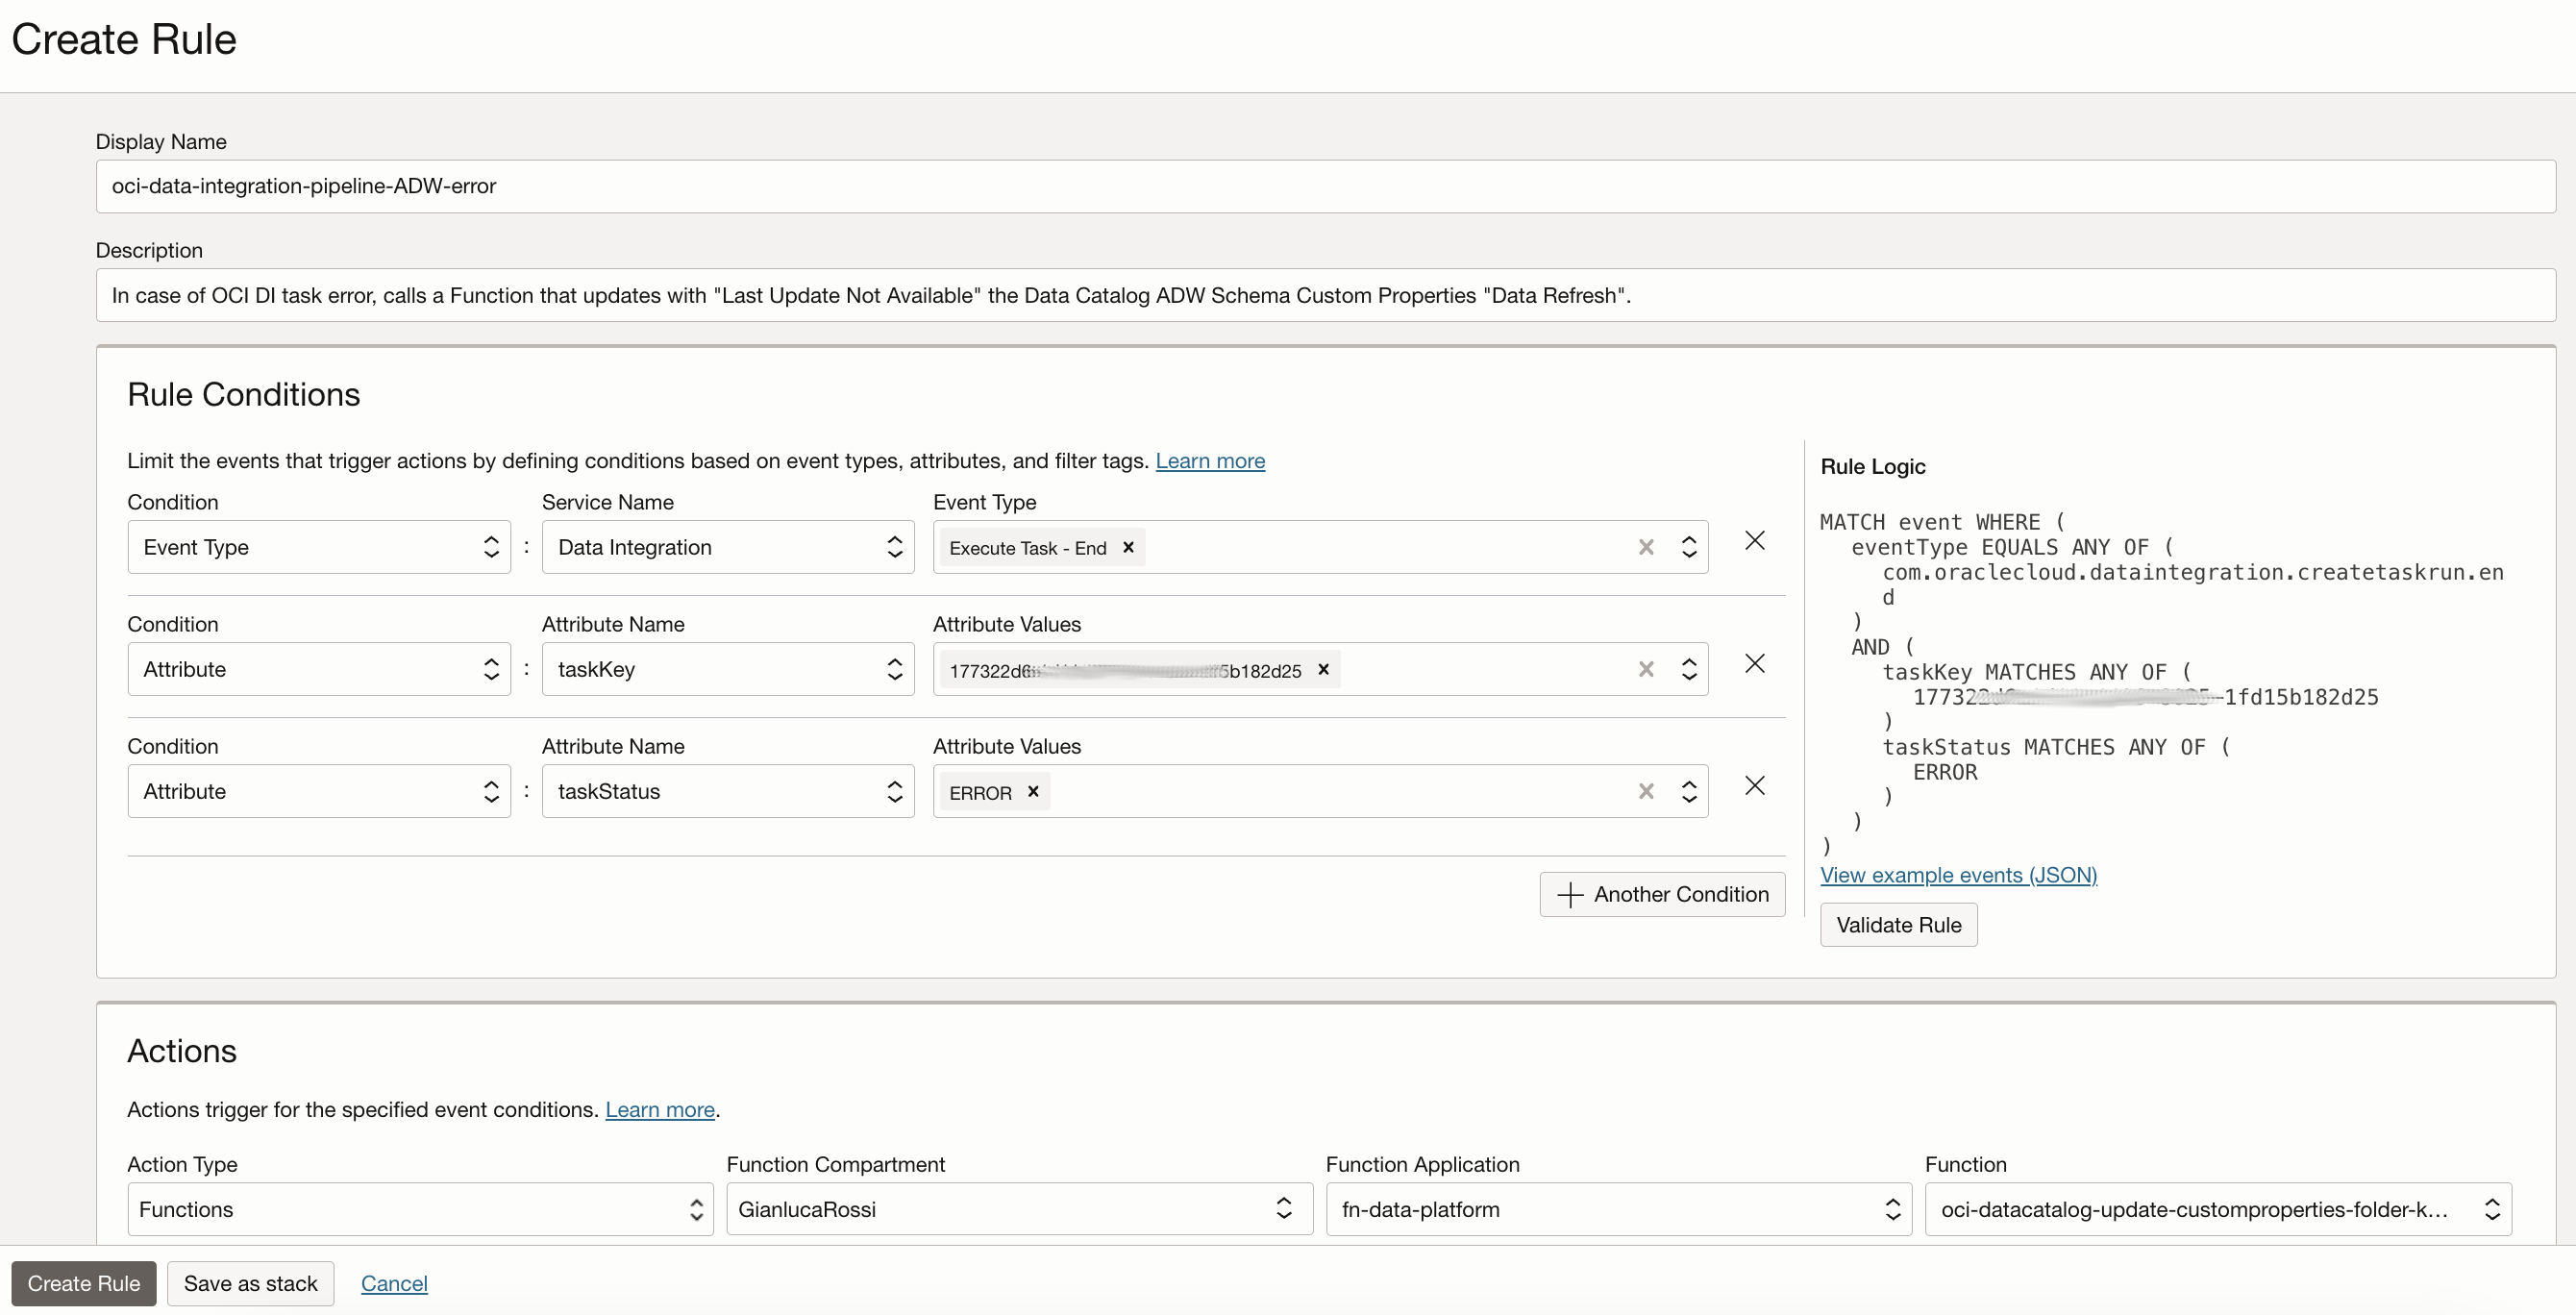 Create Rule
Display Name
oci-data-integration-pipeline-ADW-error
Description
In case of OCI DI task error, calls a Function that updates with "Last Update Not Available" the Data Catalog ADW Schema Custom Properties "Data Refresh".
Rule Conditions
Limit the events that trigger actions by defining conditions based on event types, attributes, and filter tags. Learn more
Condition Service Name Event Type
Event Type : Data Integration Execute Task - End
Condition Attribute Name Attribute Values
Attribute : taskKey 177322d6 5b182d25
Condition Attribute Name Attribute Values
Attribute : taskStatus ERROR
Another Condition
Rule Logic
MATCH event WHERE (
eventType EQUALS ANY OF (
com.oraclecloud.dataintegration.createtaskrun.en
d
)
AND (
taskKey MATCHES ANY OF (
17732 -1fd15b182d25
)
taskStatus MATCHES ANY OF (
ERROR
)
)
)
View example events (JSON)
Validate Rule
Actions
Actions trigger for the specified event conditions. Learn more.
Action Type Function Compartment Function Application Function
Functions GianlucaRossi fn-data-platform oci-datacatalog-update-customproperties-folder-k...
Create Rule Save as stack Cancel